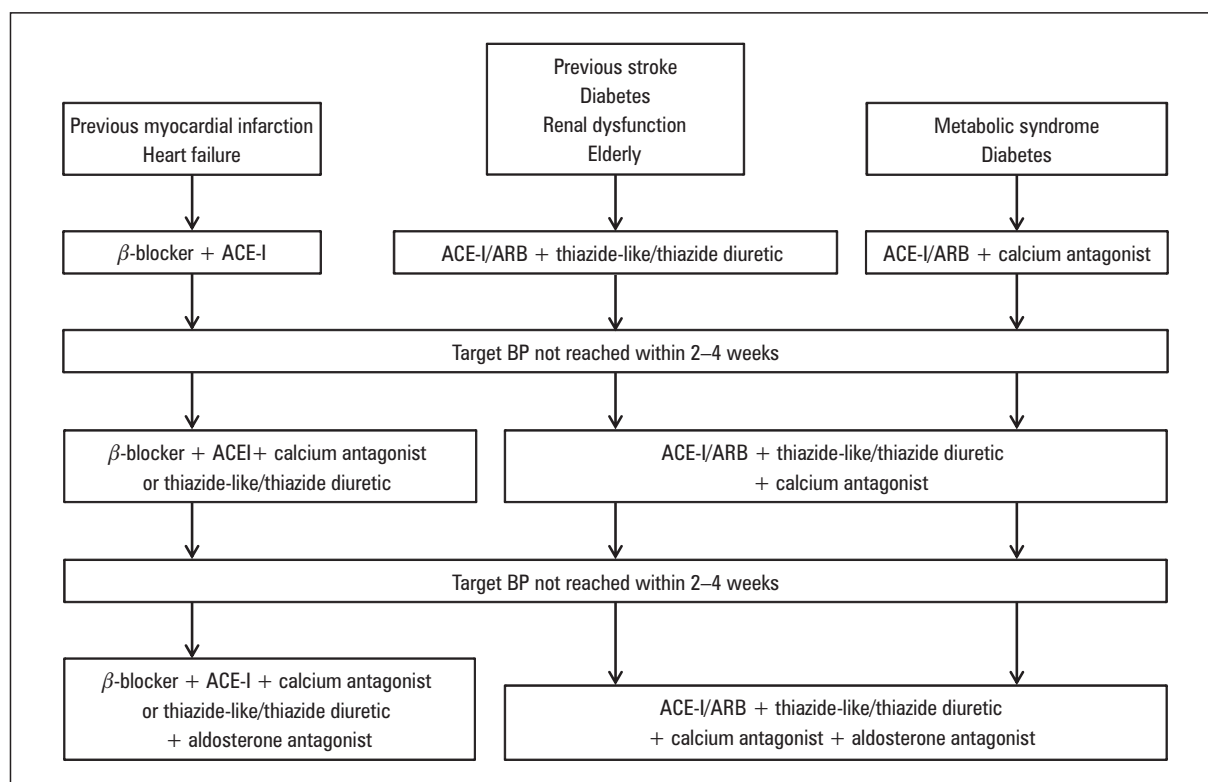 Previous myocardial infarction
Heart failure
Previous stroke
Diabetes
Renal dysfunction
Elderly
Metabolic syndrome
Diabetes
β-blocker + ACE-I
ACE-I/ARB + thiazide-like/thiazide diuretic
ACE-I/ARB + calcium antagonist
Target BP not reached within 2–4 weeks
β-blocker + ACEI+ calcium antagonist
or thiazide-like/thiazide diuretic
ACE-I/ARB + thiazide-like/thiazide diuretic
+ calcium antagonist
Target BP not reached within 2–4 weeks
β-blocker + ACE-I + calcium antagonist
or thiazide-like/thiazide diuretic
+ aldosterone antagonist
ACE-I/ARB + thiazide-like/thiazide diuretic
+ calcium antagonist + aldosterone antagonist